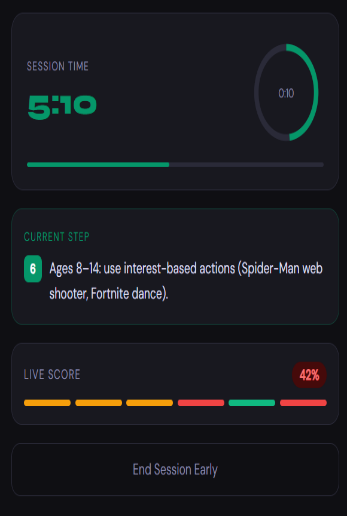 SESSION TIME
5:10
0:10
CURRENT STEP
6
Ages 8–14: use interest-based actions (Spider-Man web
shooter, Fortnite dance).
LIVE SCORE
42%
End Session Early